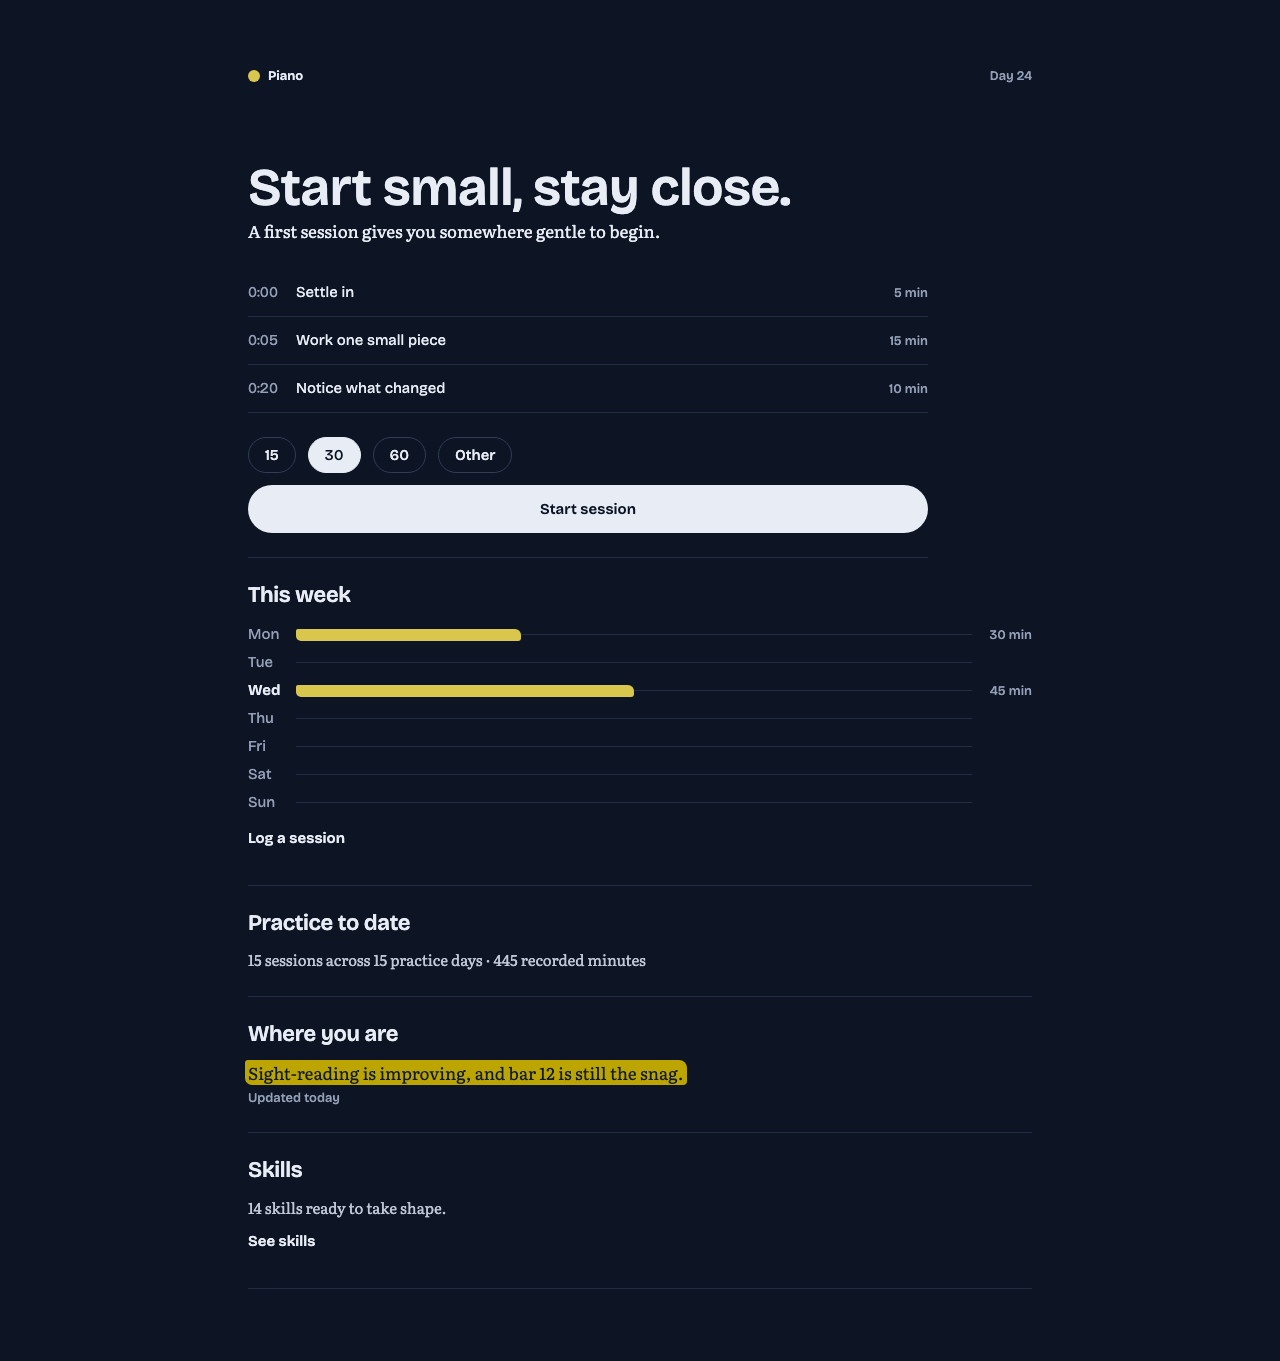 Piano
Day 24
Start small, stay close.
A first session gives you somewhere gentle to begin.
0:00 Settle in 5 min
0:05 Work one small piece 15 min
0:20 Notice what changed 10 min
15 30 60 Other
Start session
This week
Mon 30 min
Tue
Wed 45 min
Thu
Fri
Sat
Sun
Log a session
Practice to date
15 sessions across 15 practice days · 445 recorded minutes
Where you are
Sight-reading is improving, and bar 12 is still the snag.
Updated today
Skills
14 skills ready to take shape.
See skills